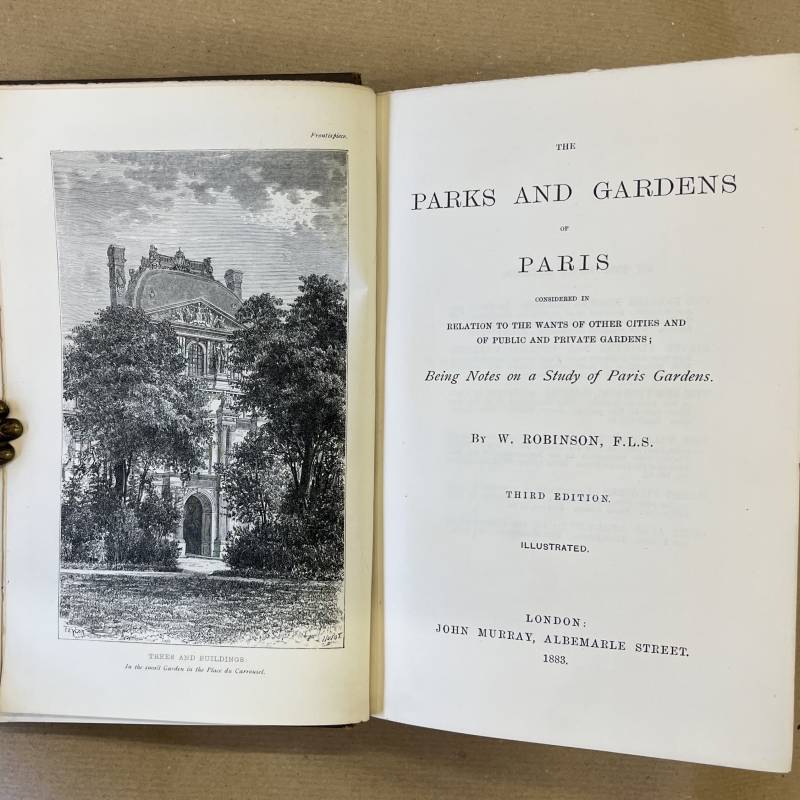 Frontispiece.
TREES AND BUILDINGS
In the small Garden in the Place du Carrousel.
THE
PARKS AND GARDENS
OF
PARIS
CONSIDERED IN
RELATION TO THE WANTS OF OTHER CITIES AND
OF PUBLIC AND PRIVATE GARDENS;
Being Notes on a Study of Paris Gardens.
BY W. ROBINSON, F.L.S.
THIRD EDITION.
ILLUSTRATED.
LONDON:
JOHN MURRAY, ALBEMARLE STREET.
1883.